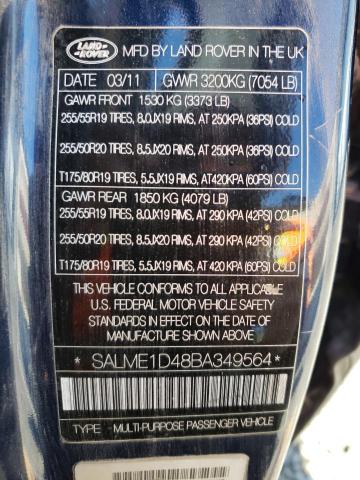 LAND-
ROVER
MFD BY LAND ROVER IN THE UK
DATE 03/11 GWVR 3200KG (7054 LB)
GAWR FRONT 1530 KG (3373 LB)
255/55R19 TIRES, 8.0JX19 RIMS, AT 250KPA (36PSI) COLD
255/50R20 TIRES, 8.5JX20 RIMS, AT 250KPA (36PSI) COLD
T175/80R19 TIRES, 5.5JX19 RIMS, AT420KPA (60PSI) COLD
GAWR REAR 1850 KG (4079 LB)
255/55R19 TIRES, 8.0JX19 RIMS, AT 290 KPA (42PSI) COLD
255/50R20 TIRES, 8.5JX20 RIMS, AT 290 KPA (42PSI) COLD
T175/80R19 TIRES, 5.5JX19 RIMS, AT 420 KPA (60PSI) COLD
THIS VEHICLE CONFORMS TO ALL APPLICABLE
U.S. FEDERAL MOTOR VEHICLE SAFETY
STANDARDS IN EFFECT ON THE DATE OF
MANUFACTURE SHOWN ABOVE
* SALME1D48BA349564 *
TYPE MULTI-PURPOSE PASSENGER VEHICLE